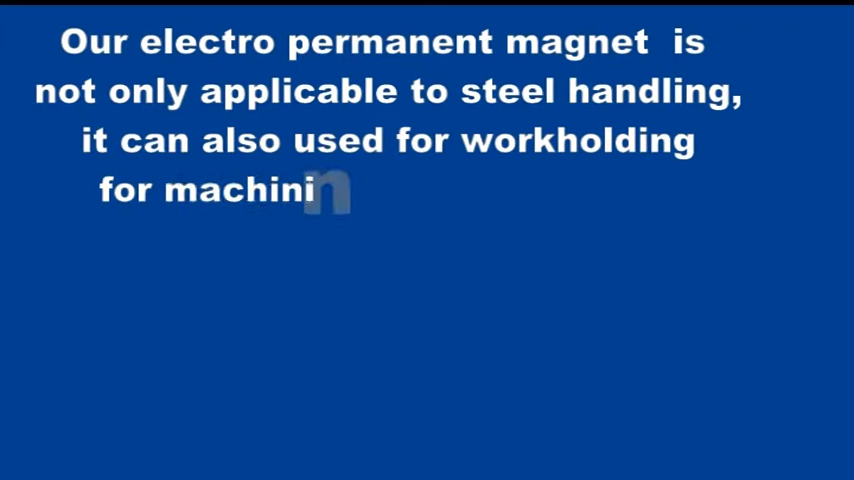 Our electro permanent magnet is
not only applicable to steel handling,
it can also used for workholding
for machinin